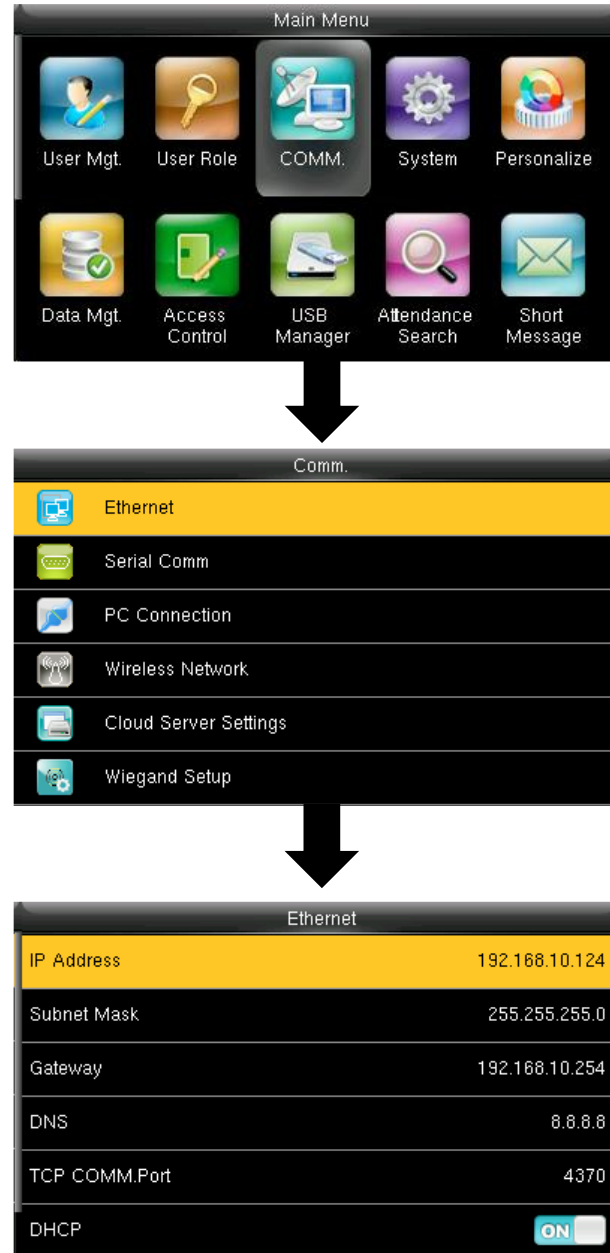 Main Menu
User Mgt. User Role COMM. System Personalize
Data Mgt. Access Control USB Manager Attendance Search Short Message
Comm.
Ethernet
Serial Comm
PC Connection
Wireless Network
Cloud Server Settings
Wiegand Setup
Ethernet
IP Address 192.168.10.124
Subnet Mask 255.255.255.0
Gateway 192.168.10.254
DNS 8.8.8.8
TCP COMM.Port 4370
DHCP ON